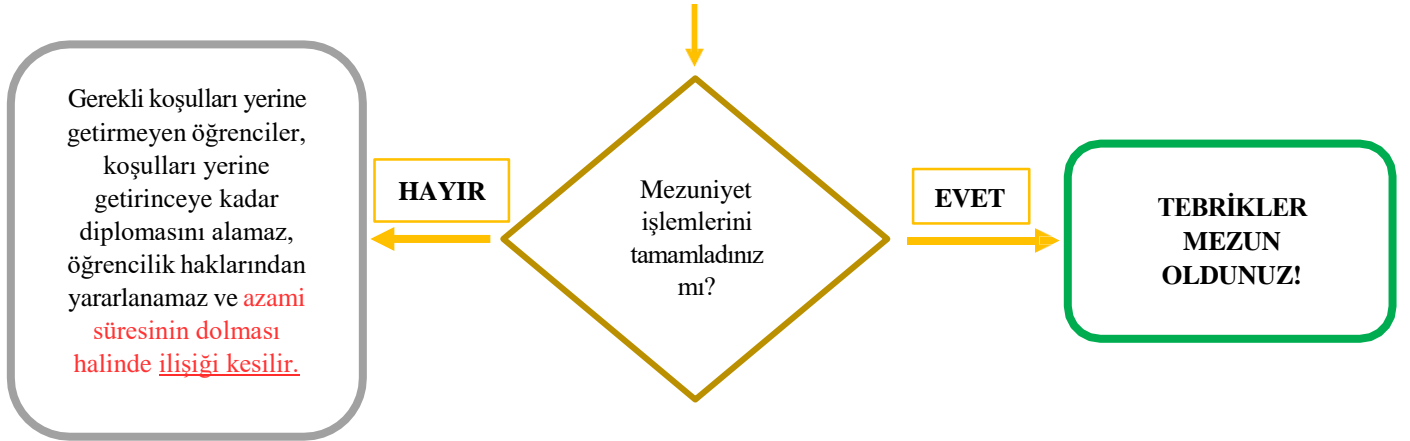 Gerekli koşulları yerine
getirmeyen öğrenciler,
koşulları yerine
getirinceye kadar
diplomasını alamaz,
öğrencilik haklarından
yararlanamaz ve azami
süresinin dolması
halinde ilişiği kesilir.
HAYIR
Mezuniyet
işlemlerini
tamamladınız
mı?
EVET
TEBRİKLER
MEZUN
OLDUNUZ!